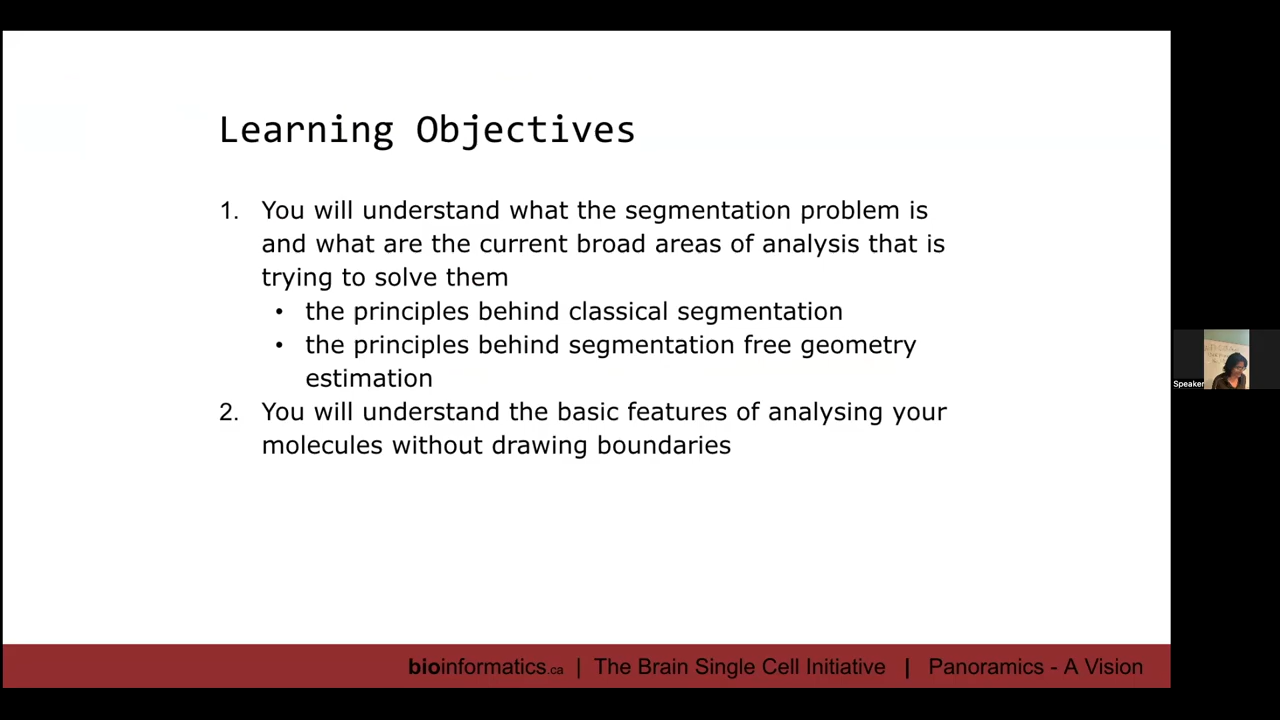 Learning Objectives
1. You will understand what the segmentation problem is
and what are the current broad areas of analysis that is
trying to solve them
• the principles behind classical segmentation
• the principles behind segmentation free geometry
estimation
2. You will understand the basic features of analysing your
molecules without drawing boundaries
Speaker
bioinformatics.ca | The Brain Single Cell Initiative | Panoramics - A Vision